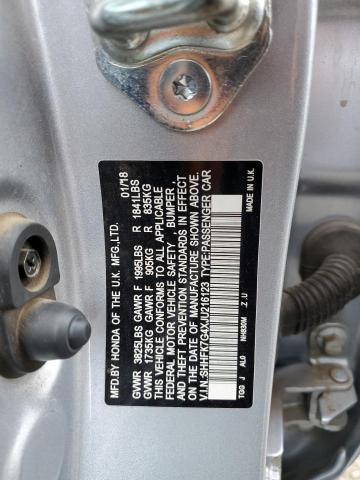 MFD.BY HONDA OF THE U.K. MFG.,LTD. 01/18
GVWR 3825LBS GAWR F 1995LBS R 1841LBS
GVWR 1735KG GAWR F 905KG R 835KG
THIS VEHICLE CONFORMS TO ALL APPLICABLE
FEDERAL MOTOR VEHICLE SAFETY , BUMPER,
AND THEFT PREVENTION STANDARDS IN EFFECT
ON THE DATE OF MANUFACTURE SHOWN ABOVE.
V.I.N.:SHHFK7G4XJU216123 TYPE:PASSENGER CAR
TGG J AL0 NH830M .Z .U MADE IN U.K.